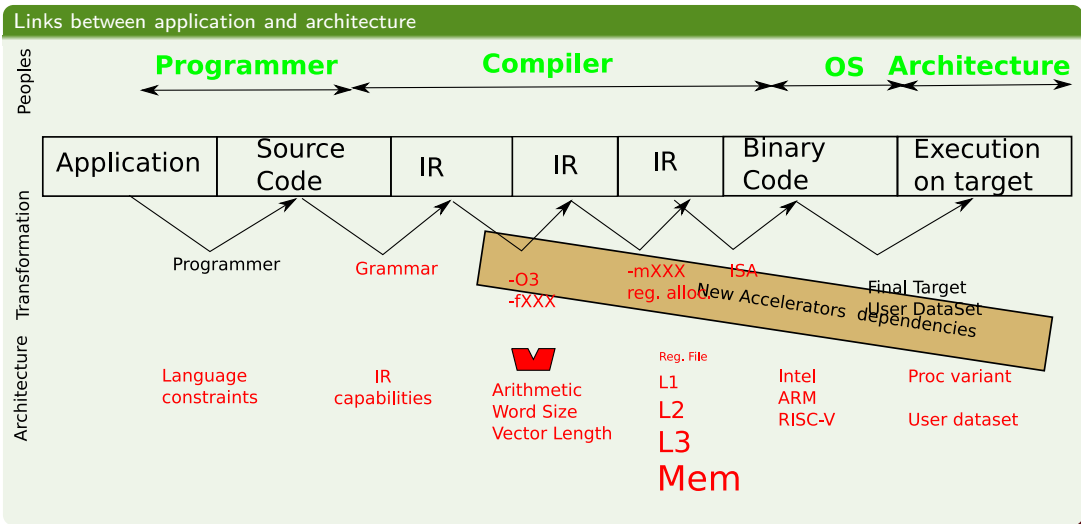 Links between application and architecture
Peoples
Programmer
Compiler
OS
Architecture
Application
Source
Code
IR
IR
IR
Binary
Code
Execution
on target
Transformation
Programmer
Grammar
-O3
-fXXX
-mXXX
reg. alloc.
ISA
New Accelerators dependencies
Final Target
User DataSet
Architecture
Language
constraints
IR
capabilities
Arithmetic
Word Size
Vector Length
Reg. File
L1
L2
L3
Mem
Intel
ARM
RISC-V
Proc variant
User dataset